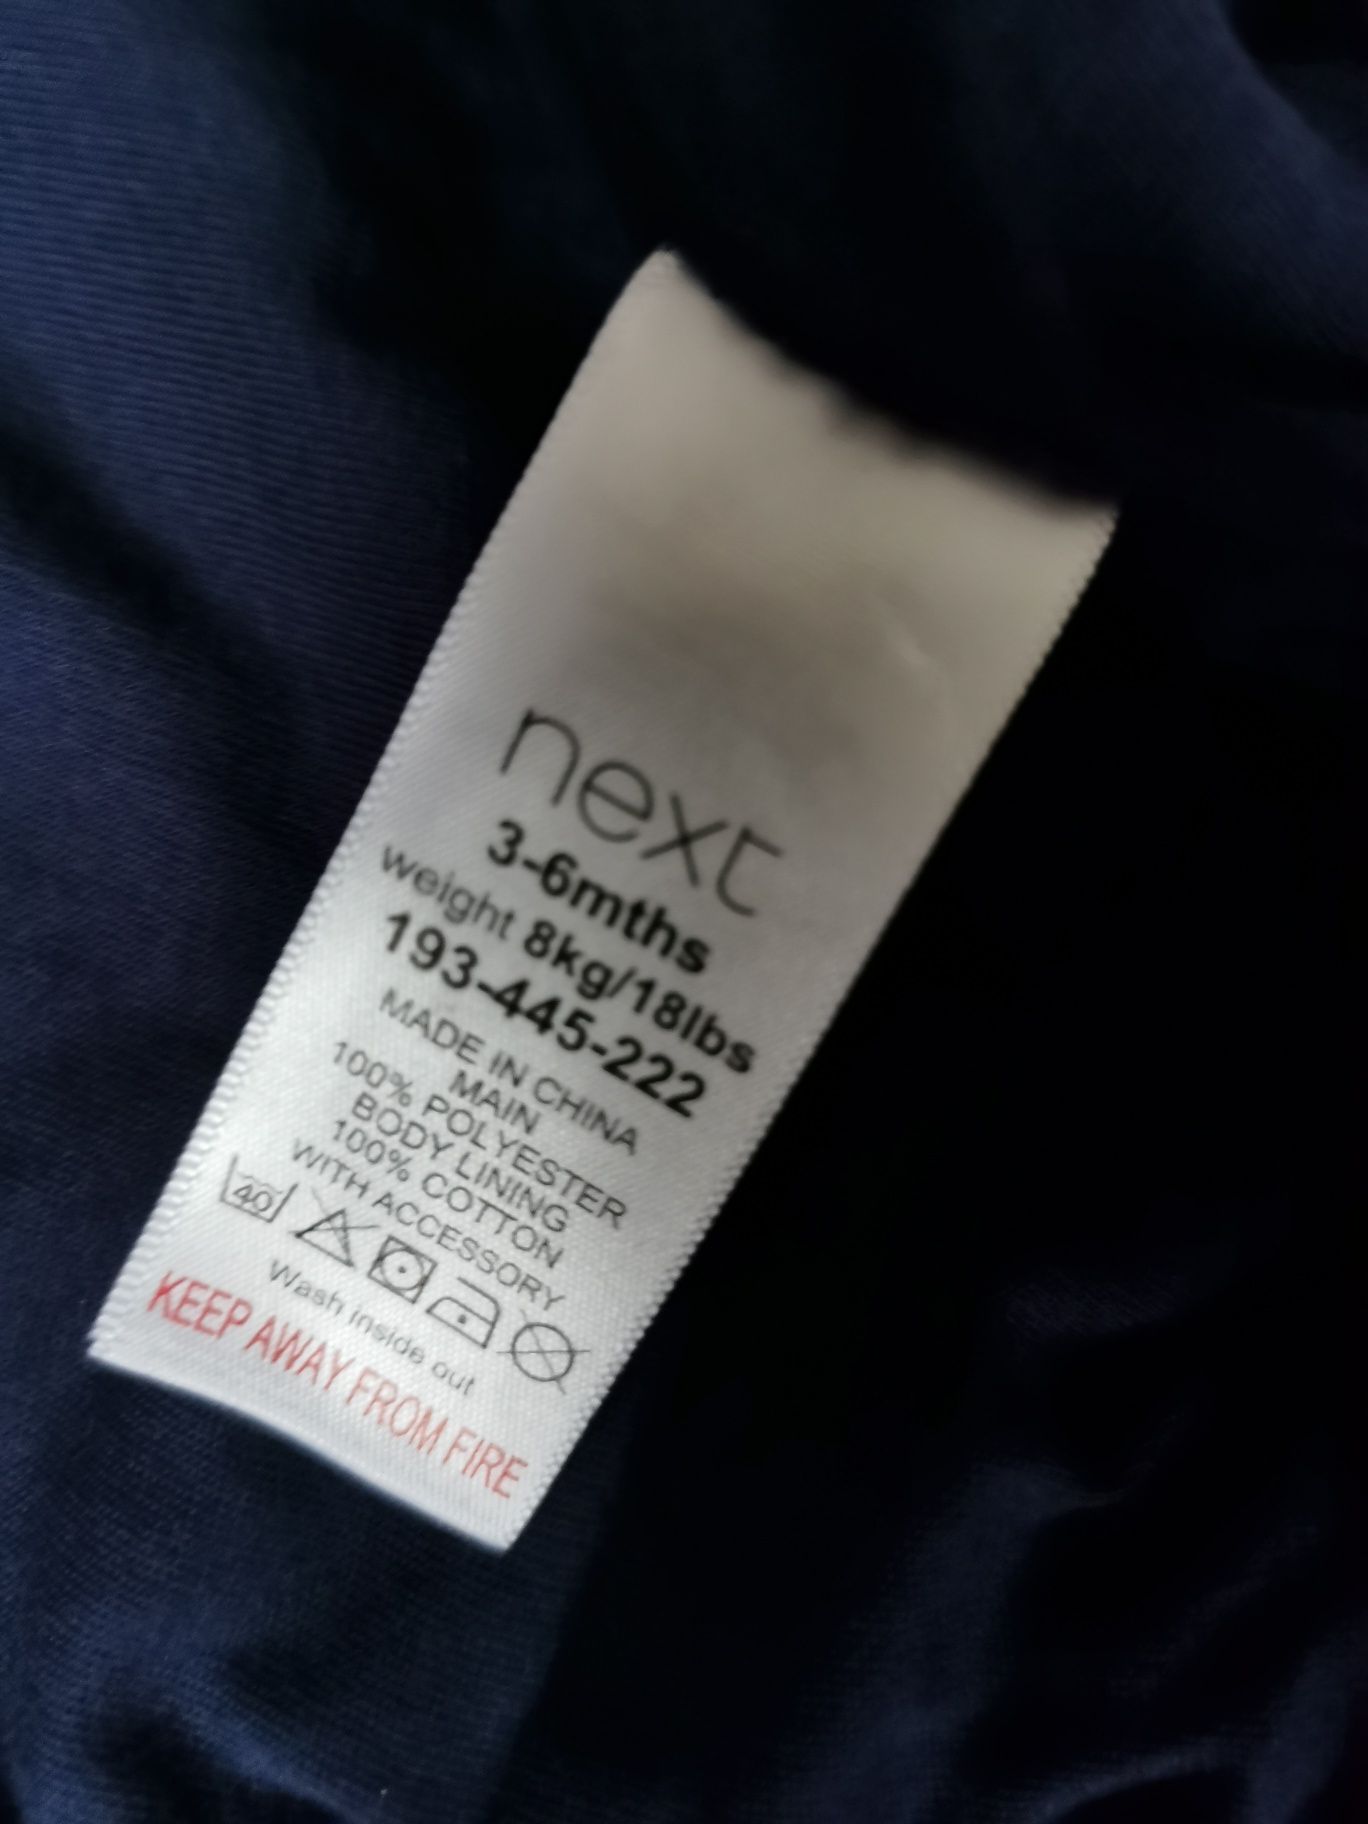 next
3-6mths
weight 8kg/18lbs
193-445-222
MADE IN CHINA
MAIN
100% POLYESTER
BODY LINING
100% COTTON
WITH ACCESSORY
40
Wash inside out
KEEP AWAY FROM FIRE